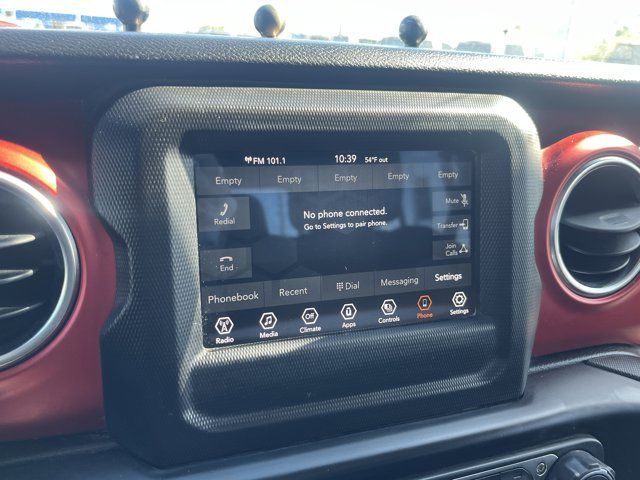 FM 101.1 10:39 54°F out
Empty Empty Empty Empty Empty
No phone connected.
Go to Settings to pair phone.
Redial
End
Mute
Transfer
Join
Calls
Phonebook Recent Dial Messaging Settings
Off
Radio Media Climate Apps Controls Phone Settings